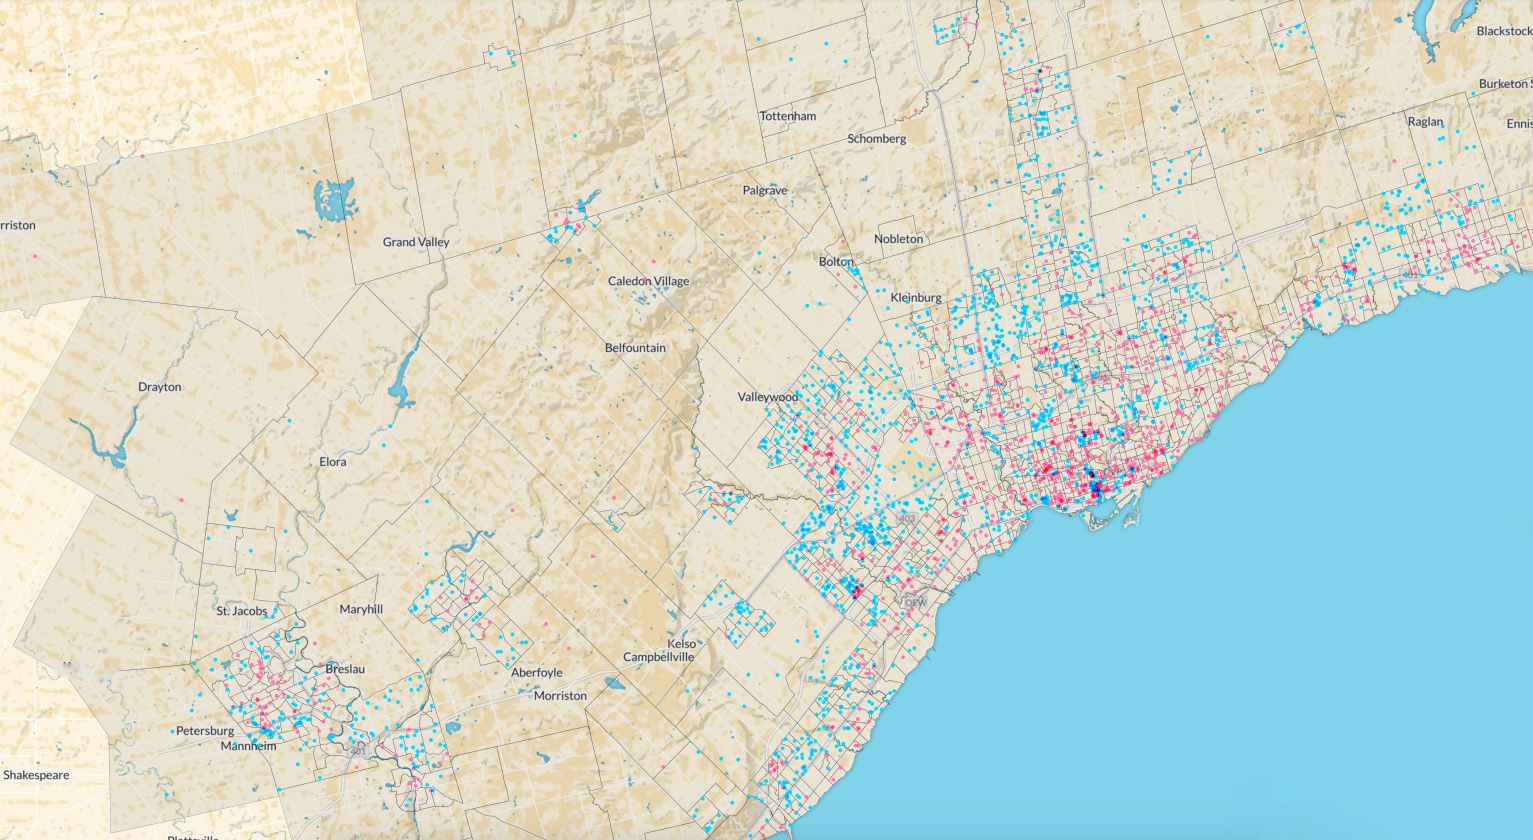 Blackstock
Burketon S
Tottenham
Raglan
Ennis
Schomberg
Palgrave
rriston
Grand Valley
Nobleton
Bolton
401
Caledon Village
Kleinburg
Belfountain
Drayton
Valleywood
Elora
403
QEW
St. Jacobs
Maryhill
Kelso
Campbellville
Breslau
Aberfoyle
Morriston
Petersburg
Mannheim
401
Shakespeare